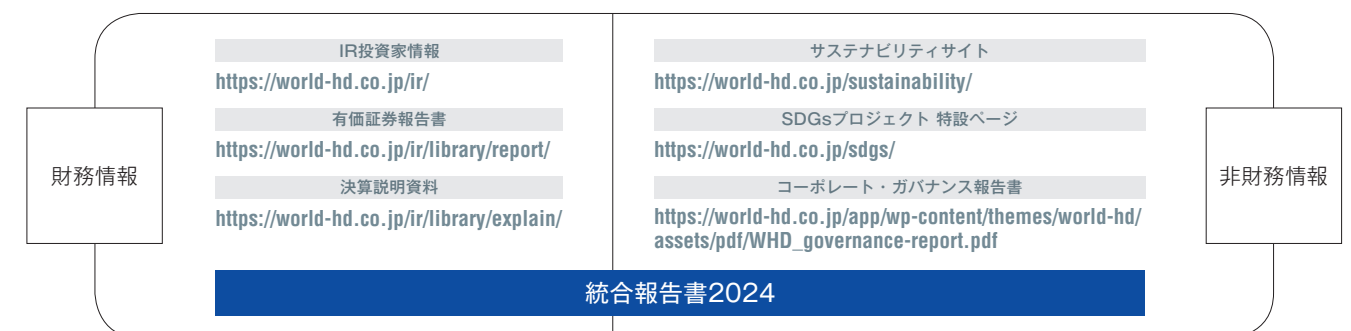 財務情報
IR投資家情報
https://world-hd.co.jp/ir/
有価証券報告書
https://world-hd.co.jp/ir/library/report/
決算説明資料
https://world-hd.co.jp/ir/library/explain/
サステナビリティサイト
https://world-hd.co.jp/sustainability/
SDGsプロジェクト 特設ページ
https://world-hd.co.jp/sdgs/
コーポレート・ガバナンス報告書
https://world-hd.co.jp/app/wp-content/themes/world-hd/
assets/pdf/WHD_governance-report.pdf
非財務情報
統合報告書2024